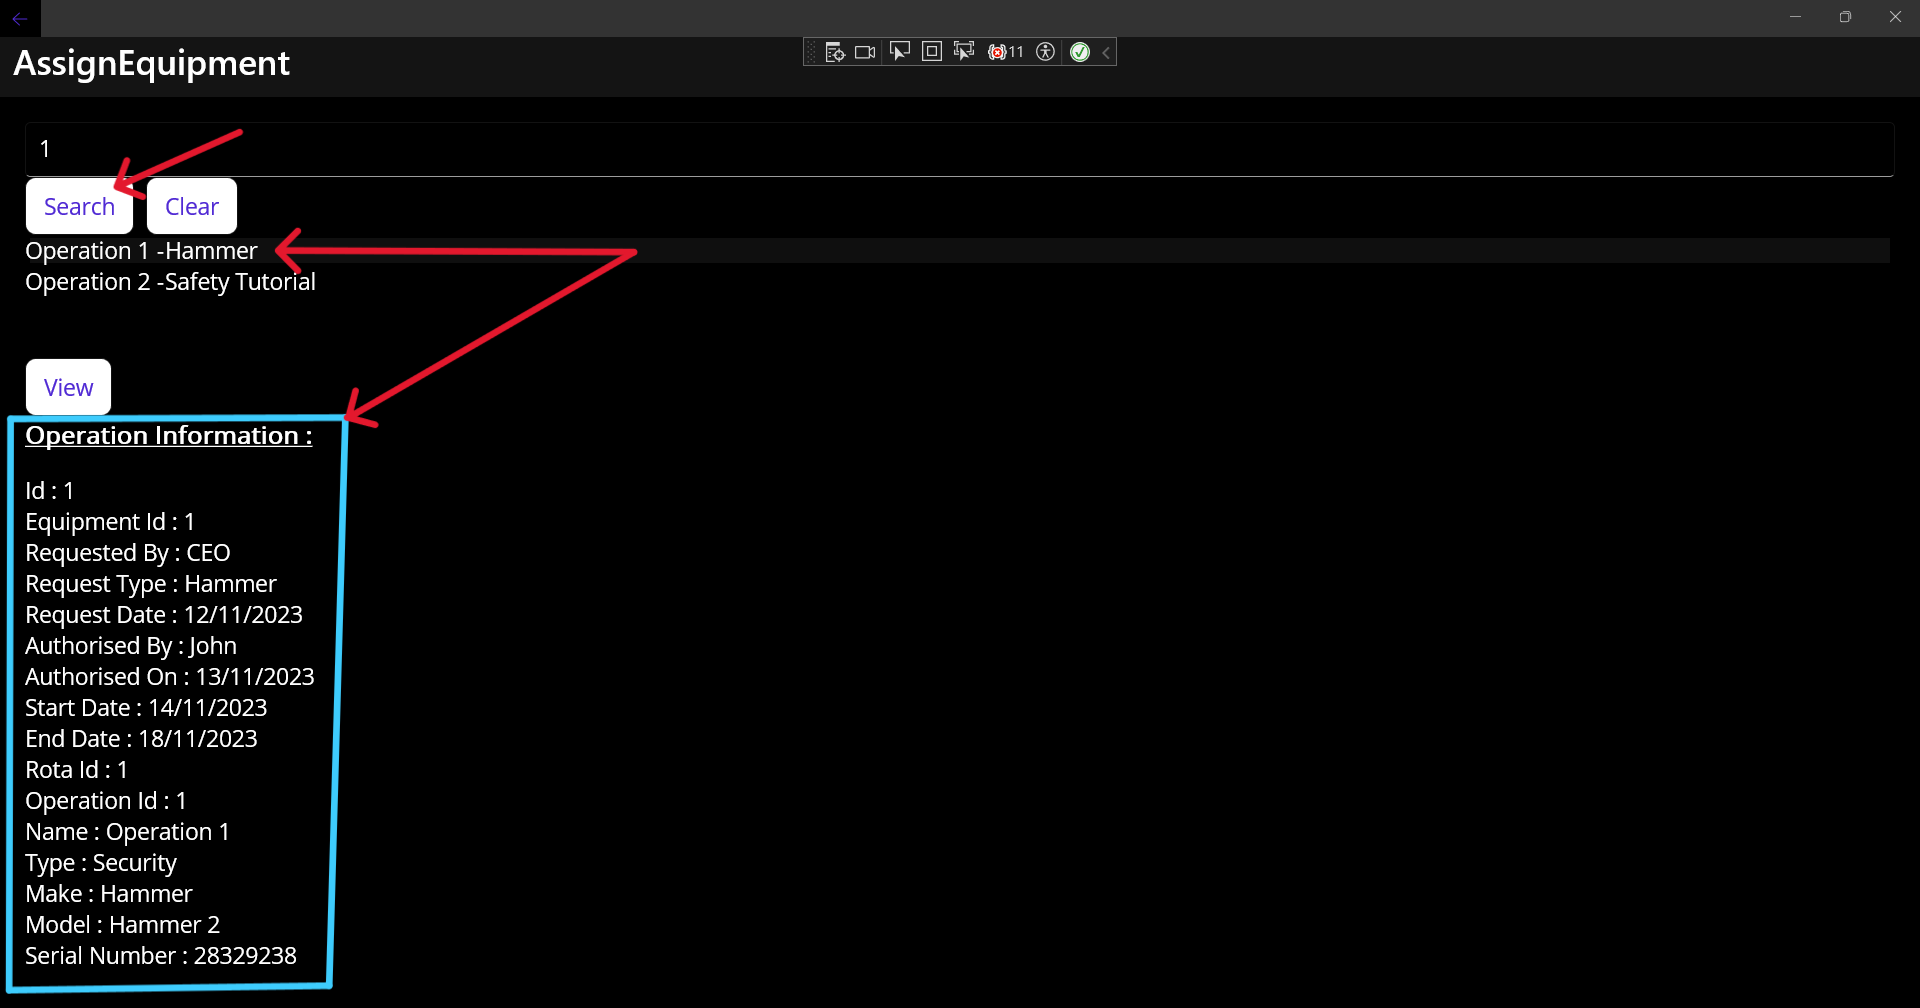 AssignEquipment
11
1
Search Clear
Operation 1 -Hammer
Operation 2 -Safety Tutorial
View
Operation Information :
Id : 1
Equipment Id : 1
Requested By : CEO
Request Type : Hammer
Request Date : 12/11/2023
Authorised By : John
Authorised On : 13/11/2023
Start Date : 14/11/2023
End Date : 18/11/2023
Rota Id : 1
Operation Id : 1
Name : Operation 1
Type : Security
Make : Hammer
Model : Hammer 2
Serial Number : 28329238